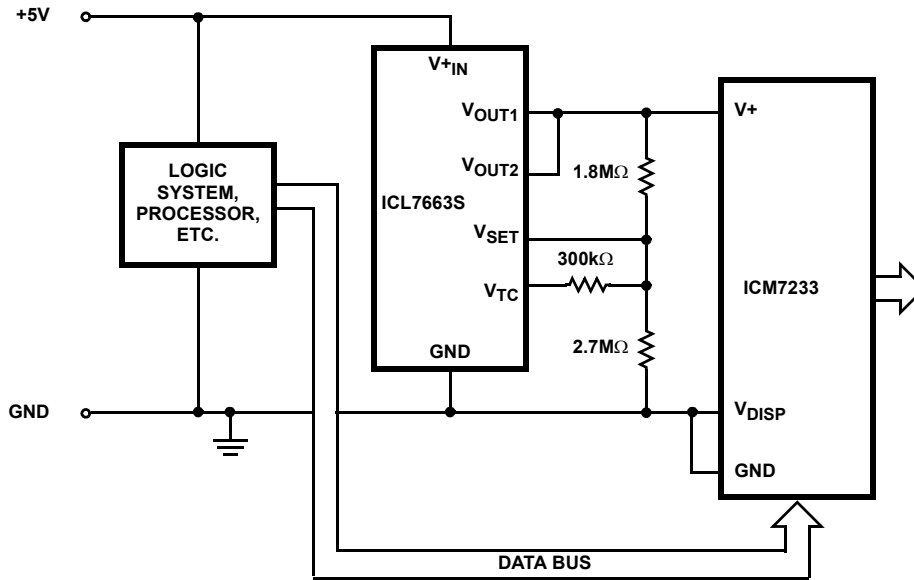 +5V
V+IN
VOUT1
VOUT2
ICL7663S
VSET
VTC
GND
LOGIC
SYSTEM,
PROCESSOR,
ETC.
1.8MΩ
300kΩ
2.7MΩ
V+
ICM7233
VDISP
GND
GND
DATA BUS